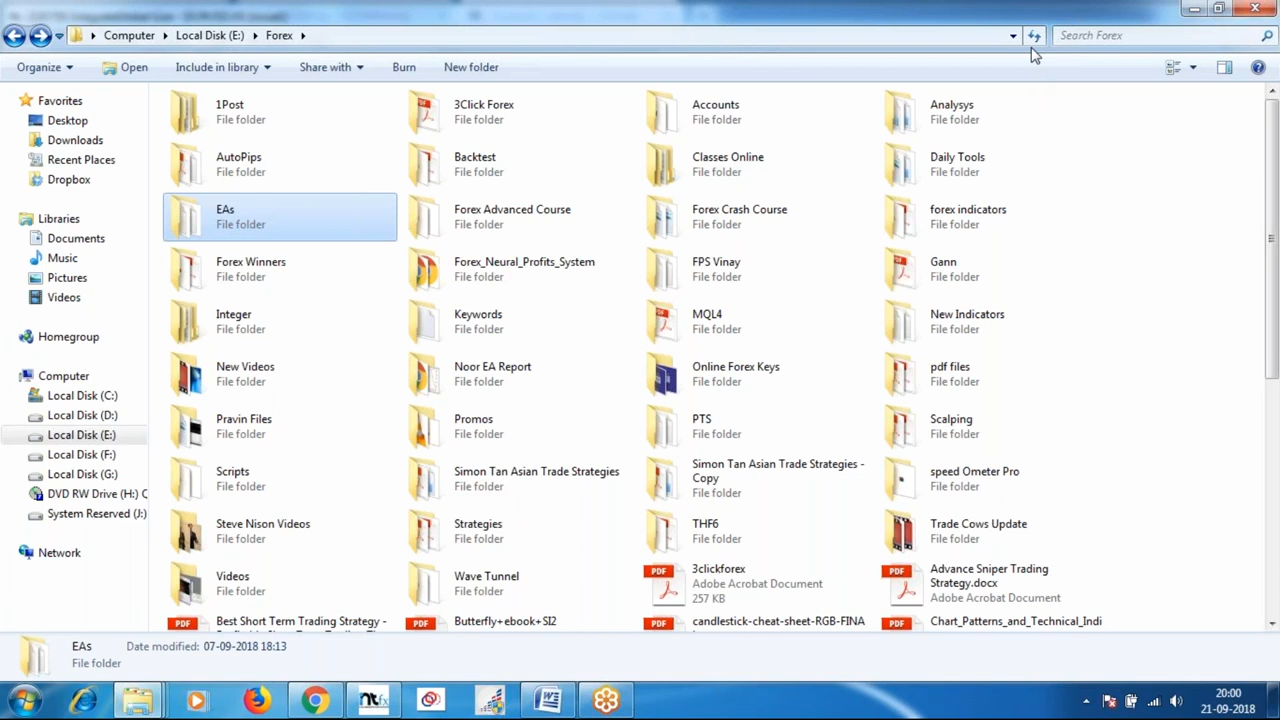 Computer
Local Disk (E:)
Forex
Search Forex
Organize
Open
Include in library
Share with
Burn
New folder
Favorites
Desktop
Downloads
Recent Places
Dropbox
Libraries
Documents
Music
Pictures
Videos
Homegroup
Computer
Local Disk (C:)
Local Disk (D:)
Local Disk (E:)
Local Disk (F:)
Local Disk (G:)
DVD RW Drive (H:) C
System Reserved (J:)
Network
1Post
File folder
3Click Forex
File folder
Accounts
File folder
Analysys
File folder
AutoPips
File folder
Backtest
File folder
Classes Online
File folder
Daily Tools
File folder
EAs
File folder
Forex Advanced Course
File folder
Forex Crash Course
File folder
forex indicators
File folder
Forex Winners
File folder
Forex_Neural_Profits_System
File folder
FPS Vinay
File folder
Gann
File folder
Integer
File folder
Keywords
File folder
MQL4
File folder
New Indicators
File folder
New Videos
File folder
Noor EA Report
File folder
Online Forex Keys
File folder
pdf files
File folder
Pravin Files
File folder
Promos
File folder
PTS
File folder
Scalping
File folder
Scripts
File folder
Simon Tan Asian Trade Strategies
File folder
Simon Tan Asian Trade Strategies -
Copy
File folder
speed Ometer Pro
File folder
Steve Nison Videos
File folder
Strategies
File folder
THF6
File folder
Trade Cows Update
File folder
Videos
File folder
Wave Tunnel
File folder
PDF
3clickforex
Adobe Acrobat Document
257 KB
PDF
Advance Sniper Trading
Strategy.docx
Adobe Acrobat Document
PDF
Best Short Term Trading Strategy -
PDF
Butterfly+ebook+SI2
PDF
candlestick-cheat-sheet-RGB-FINA
PDF
Chart_Patterns_and_Technical_Indi
EAs
Date modified: 07-09-2018 18:13
File folder
ntfx
20:00
21-09-2018